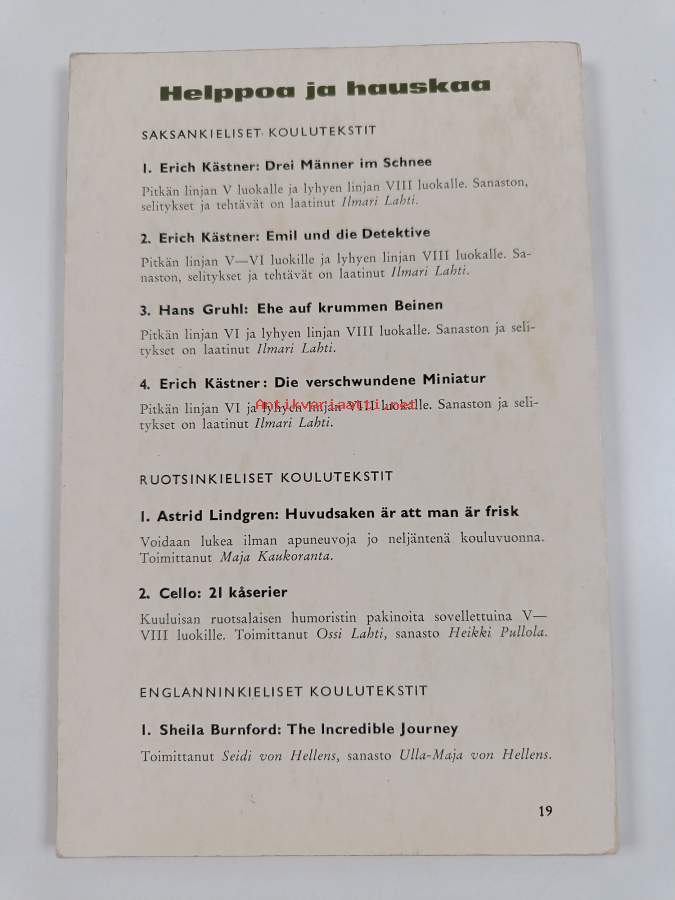 Helppoa ja hauskaa
SAKSANKIELISET KOULUTEKSTIT
1. Erich Kästner: Drei Männer im Schnee
Pitkän linjan V luokalle ja lyhyen linjan VIII luokalle. Sanaston,
selitykset ja tehtävät on laatinut Ilmari Lahti.
2. Erich Kästner: Emil und die Detektive
Pitkän linjan V—VI luokille ja lyhyen linjan VIII luokalle. Sa-
naston, selitykset ja tehtävät on laatinut Ilmari Lahti.
3. Hans Gruhl: Ehe auf krummen Beinen
Pitkän linjan VI ja lyhyen linjan VIII luokalle. Sanaston ja seli-
tykset on laatinut Ilmari Lahti.
4. Erich Kästner: Die verschwundene Miniatur
Antikvariaatti.net
Pitkän linjan VI ja lyhyen linjan VIII luokalle. Sanaston ja seli-
tykset on laatinut Ilmari Lahti.
RUOTSINKIELISET KOULUTEKSTIT
1. Astrid Lindgren: Huvudsaken är att man är frisk
Voidaan lukea ilman apuneuvoja jo neljäntenä kouluvuonna.
Toimittanut Maja Kaukoranta.
2. Cello: 21 kåserier
Kuuluisan ruotsalaisen humoristin pakinoita sovellettuina V—
VIII luokille. Toimittanut Ossi Lahti, sanasto Heikki Pullola.
ENGLANNINKIELISET KOULUTEKSTIT
1. Sheila Burnford: The Incredible Journey
Toimittanut Seidi von Hellens, sanasto Ulla-Maja von Hellens.
19